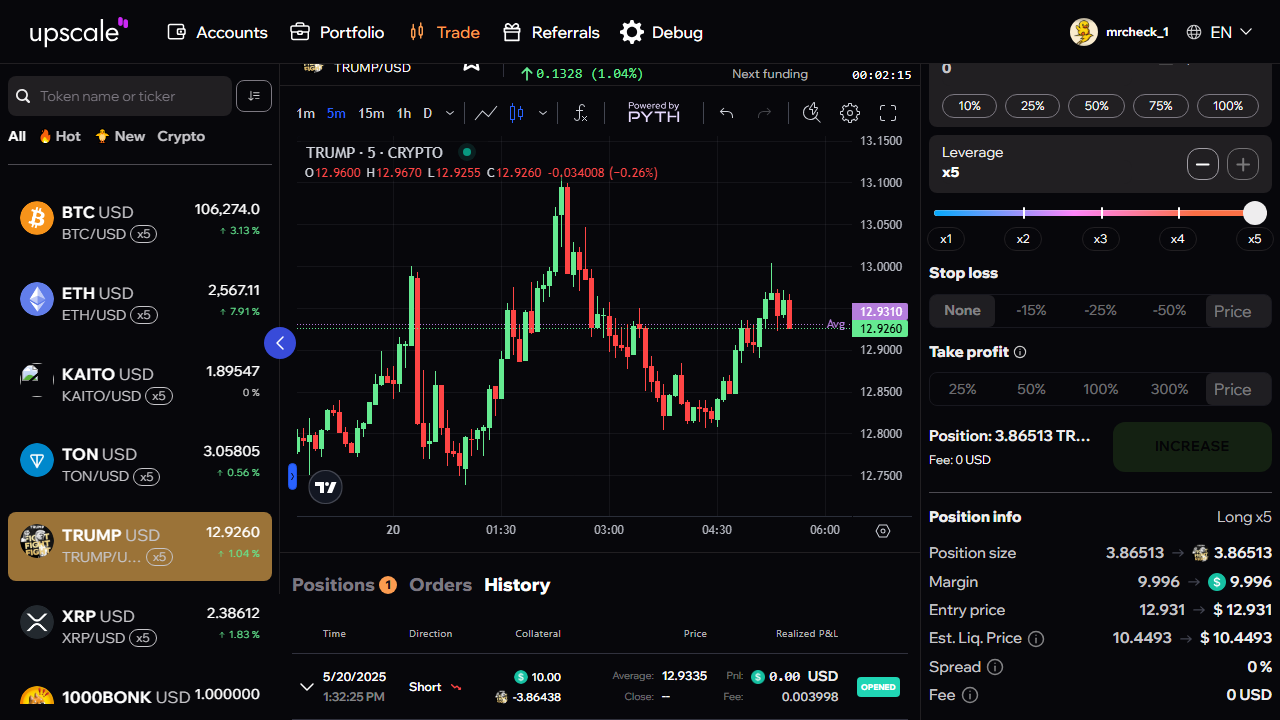 upscale
Accounts
Portfolio
Trade
Referrals
Debug
mrcheck_1
EN
Token name or ticker
All
Hot
New
Crypto
BTC USD
106,274.0
BTC/USD x5
↑ 3.13 %
ETH USD
2,567.11
ETH/USD x5
↑ 7.91 %
KAITO USD
1.89547
KAITO/USD x5
0 %
TON USD
3.05805
TON/USD x5
↑ 0.56 %
TRUMP USD
12.9260
TRUMP/U... x5
↑ 1.04 %
XRP USD
2.38612
XRP/USD x5
↑ 1.83 %
1000BONK USD
1.000000
TRUMP/USD
↑ 0.1328 (1.04%)
Next funding
00:02:15
1m 5m 15m 1h D
Powered by
PYTH
TRUMP · 5 · CRYPTO
O12.9600 H12.9670 L12.9255 C12.9260 -0.034008 (−0.26%)
13.1500
13.1000
13.0500
13.0000
Avg.
12.9310
12.9260
12.9000
12.8500
12.8000
12.7500
20 01:30 03:00 04:30 06:00
Positions 1
Orders
History
Time Direction Collateral Price Realized P&L
5/20/2025
1:32:25 PM
Short
10.00
-3.86438
Average: 12.9335
Close: –
Pnl: 0.00 USD
Fee: 0.003998
OPENED
0
10% 25% 50% 75% 100%
Leverage
x5
x1 x2 x3 x4 x5
Stop loss
None -15% -25% -50% Price
Take profit
25% 50% 100% 300% Price
Position: 3.86513 TR...
Fee: 0 USD
INCREASE
Position info
Long x5
Position size 3.86513 → 3.86513
Margin 9.996 → $ 9.996
Entry price 12.931 → $ 12.931
Est. Liq. Price 10.4493 → $ 10.4493
Spread 0 %
Fee 0 USD